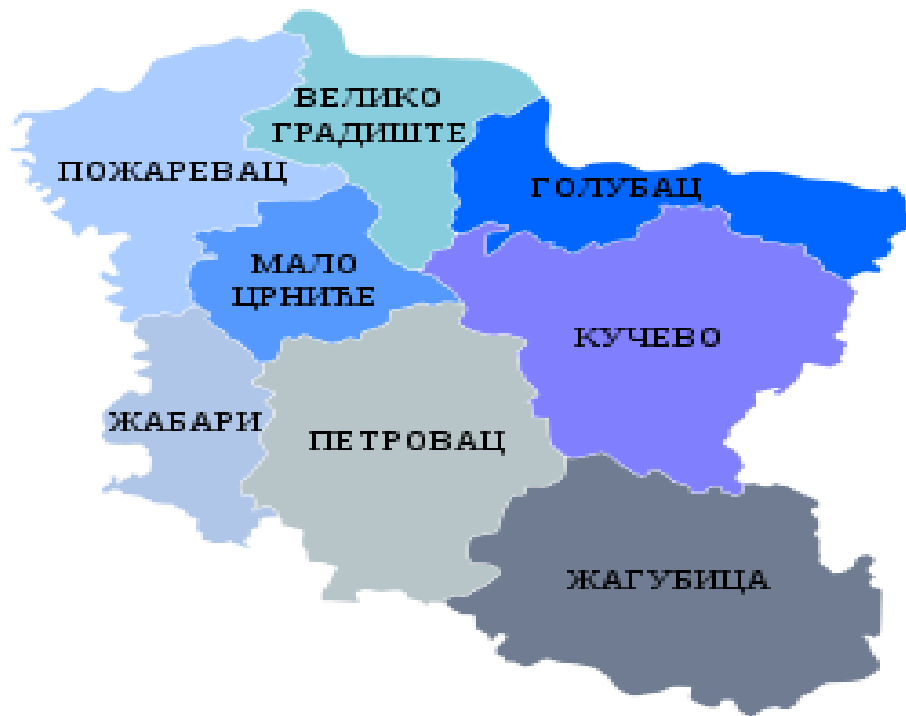 ВЕЛИКО
ГРАДИШТЕ
ПОЖАРЕВАЦ
ГОЛУБАЦ
МАЛО
ЦРНИЋЕ
КУЧЕВО
ЖАБАРИ
ПЕТРОВАЦ
ЖАГУБИЦА